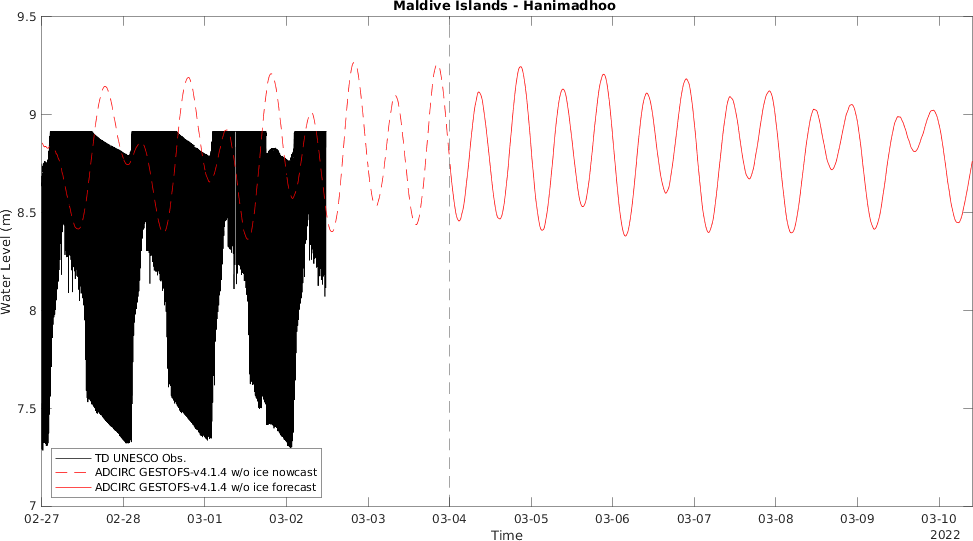 Maldive Islands - Hanimadhoo
Water Level (m)
9.5
9
8.5
8
7.5
7
TD UNESCO Obs.
ADCIRC GESTOFS-v4.1.4 w/o ice nowcast
ADCIRC GESTOFS-v4.1.4 w/o ice forecast
02-27 02-28 03-01 03-02 03-03 03-04 03-05 03-06 03-07 03-08 03-09 03-10
Time
2022